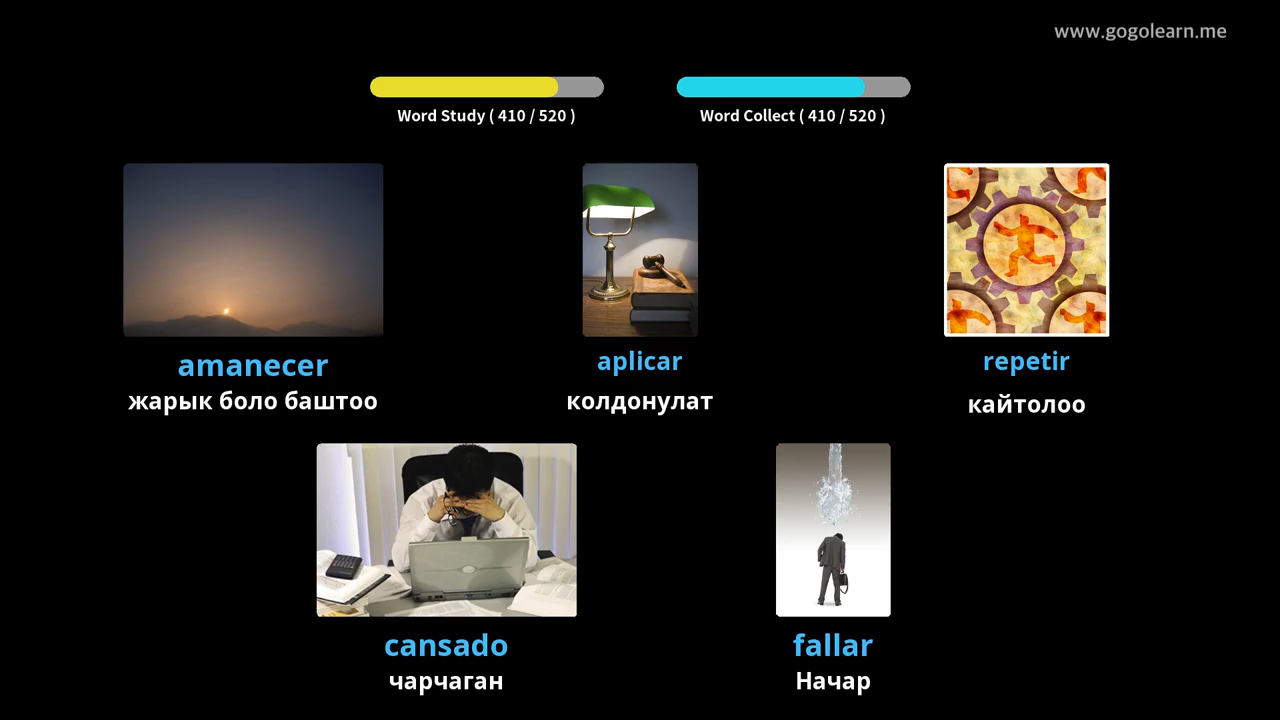 www.gogolearn.me
Word Study ( 410 / 520 )
Word Collect ( 410 / 520 )
amanecer
жарык боло баштоо
aplicar
колдонулат
repetir
кайтолоо
cansado
чарчаган
fallar
Начар